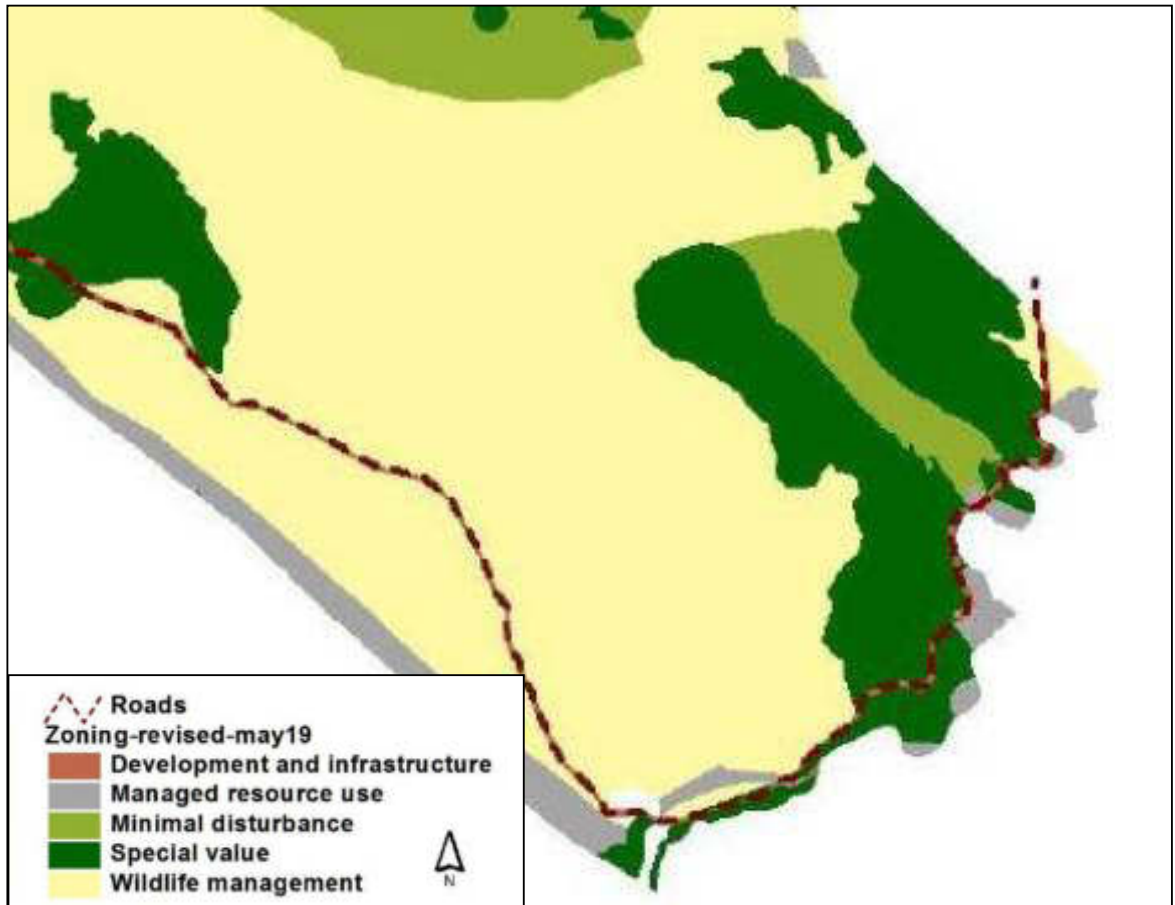 Roads
Zoning-revised-may19
Development and infrastructure
Managed resource use
Minimal disturbance
Special value
Wildlife management
N